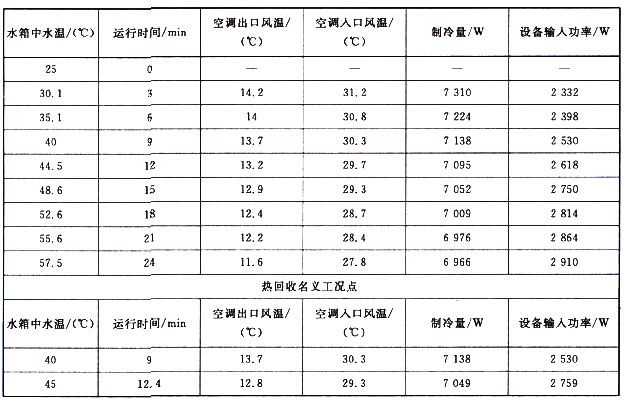 水箱中水温/(℃) 运行时间/min 空调出口风温/(℃) 空调入口风温/(℃) 制冷量/W 设备输入功率/W
25 0 — — — —
30.1 3 14.2 31.2 7 310 2 332
35.1 6 14 30.8 7 224 2 398
40 9 13.7 30.3 7 138 2 530
44.5 12 13.2 29.7 7 095 2 618
48.6 15 12.9 29.3 7 052 2 750
52.6 18 12.4 28.7 7 009 2 814
55.6 21 12.2 28.4 6 976 2 864
57.5 24 11.6 27.8 6 966 2 910
热回收名义工况点
水箱中水温/(℃) 运行时间/min 空调出口风温/(℃) 空调入口风温/(℃) 制冷量/W 设备输入功率/W
40 9 13.7 30.3 7 138 2 530
45 12.4 12.8 29.3 7 049 2 759